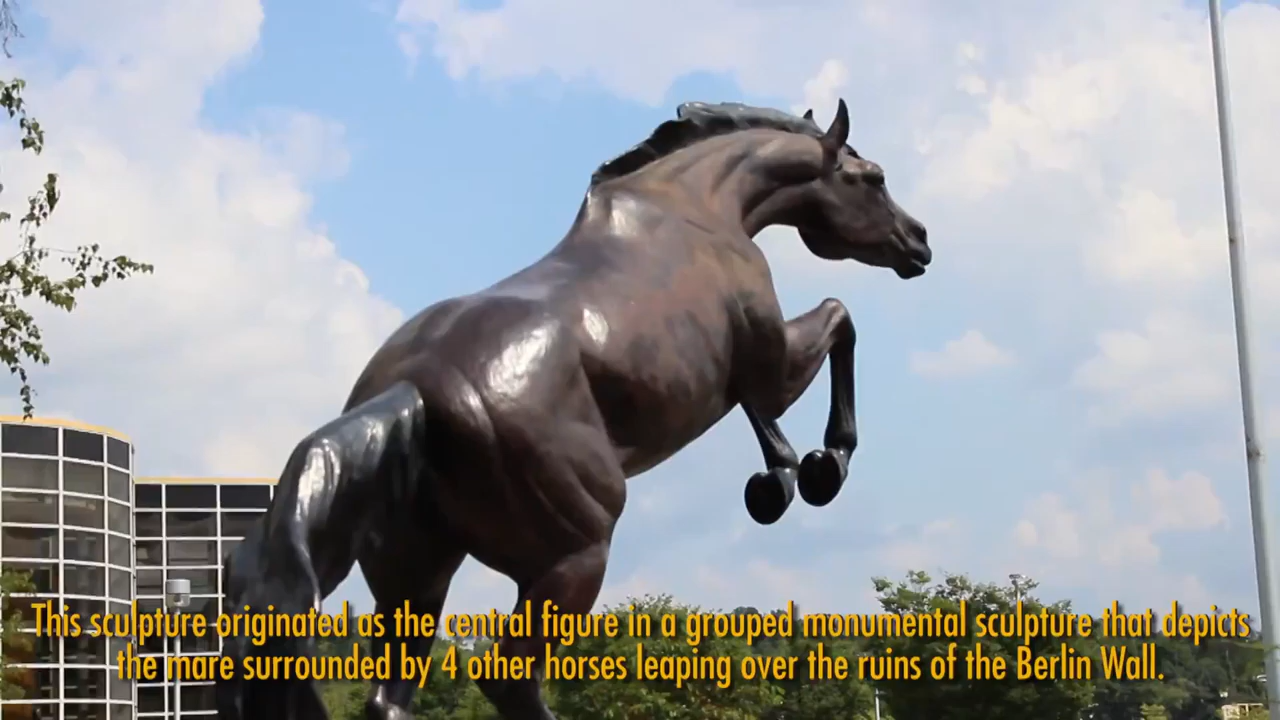 This sculpture originated as the central figure in a grouped monumental sculpture that depicts
the mare surrounded by 4 other horses leaping over the ruins of the Berlin Wall.